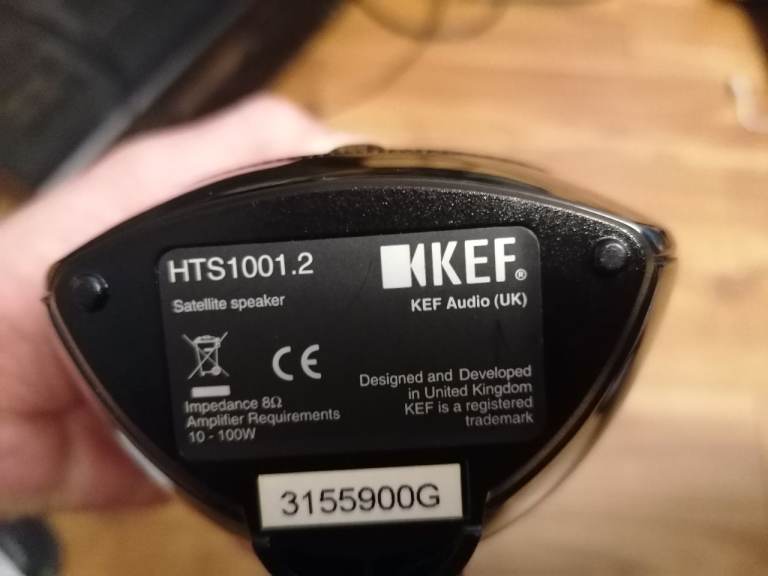 HTS1001.2
KEF®
Satellite speaker
KEF Audio (UK)
CE
Impedance 8Ω
Amplifier Requirements
10 - 100W
Designed and Developed
in United Kingdom
KEF is a registered
trademark
3155900G